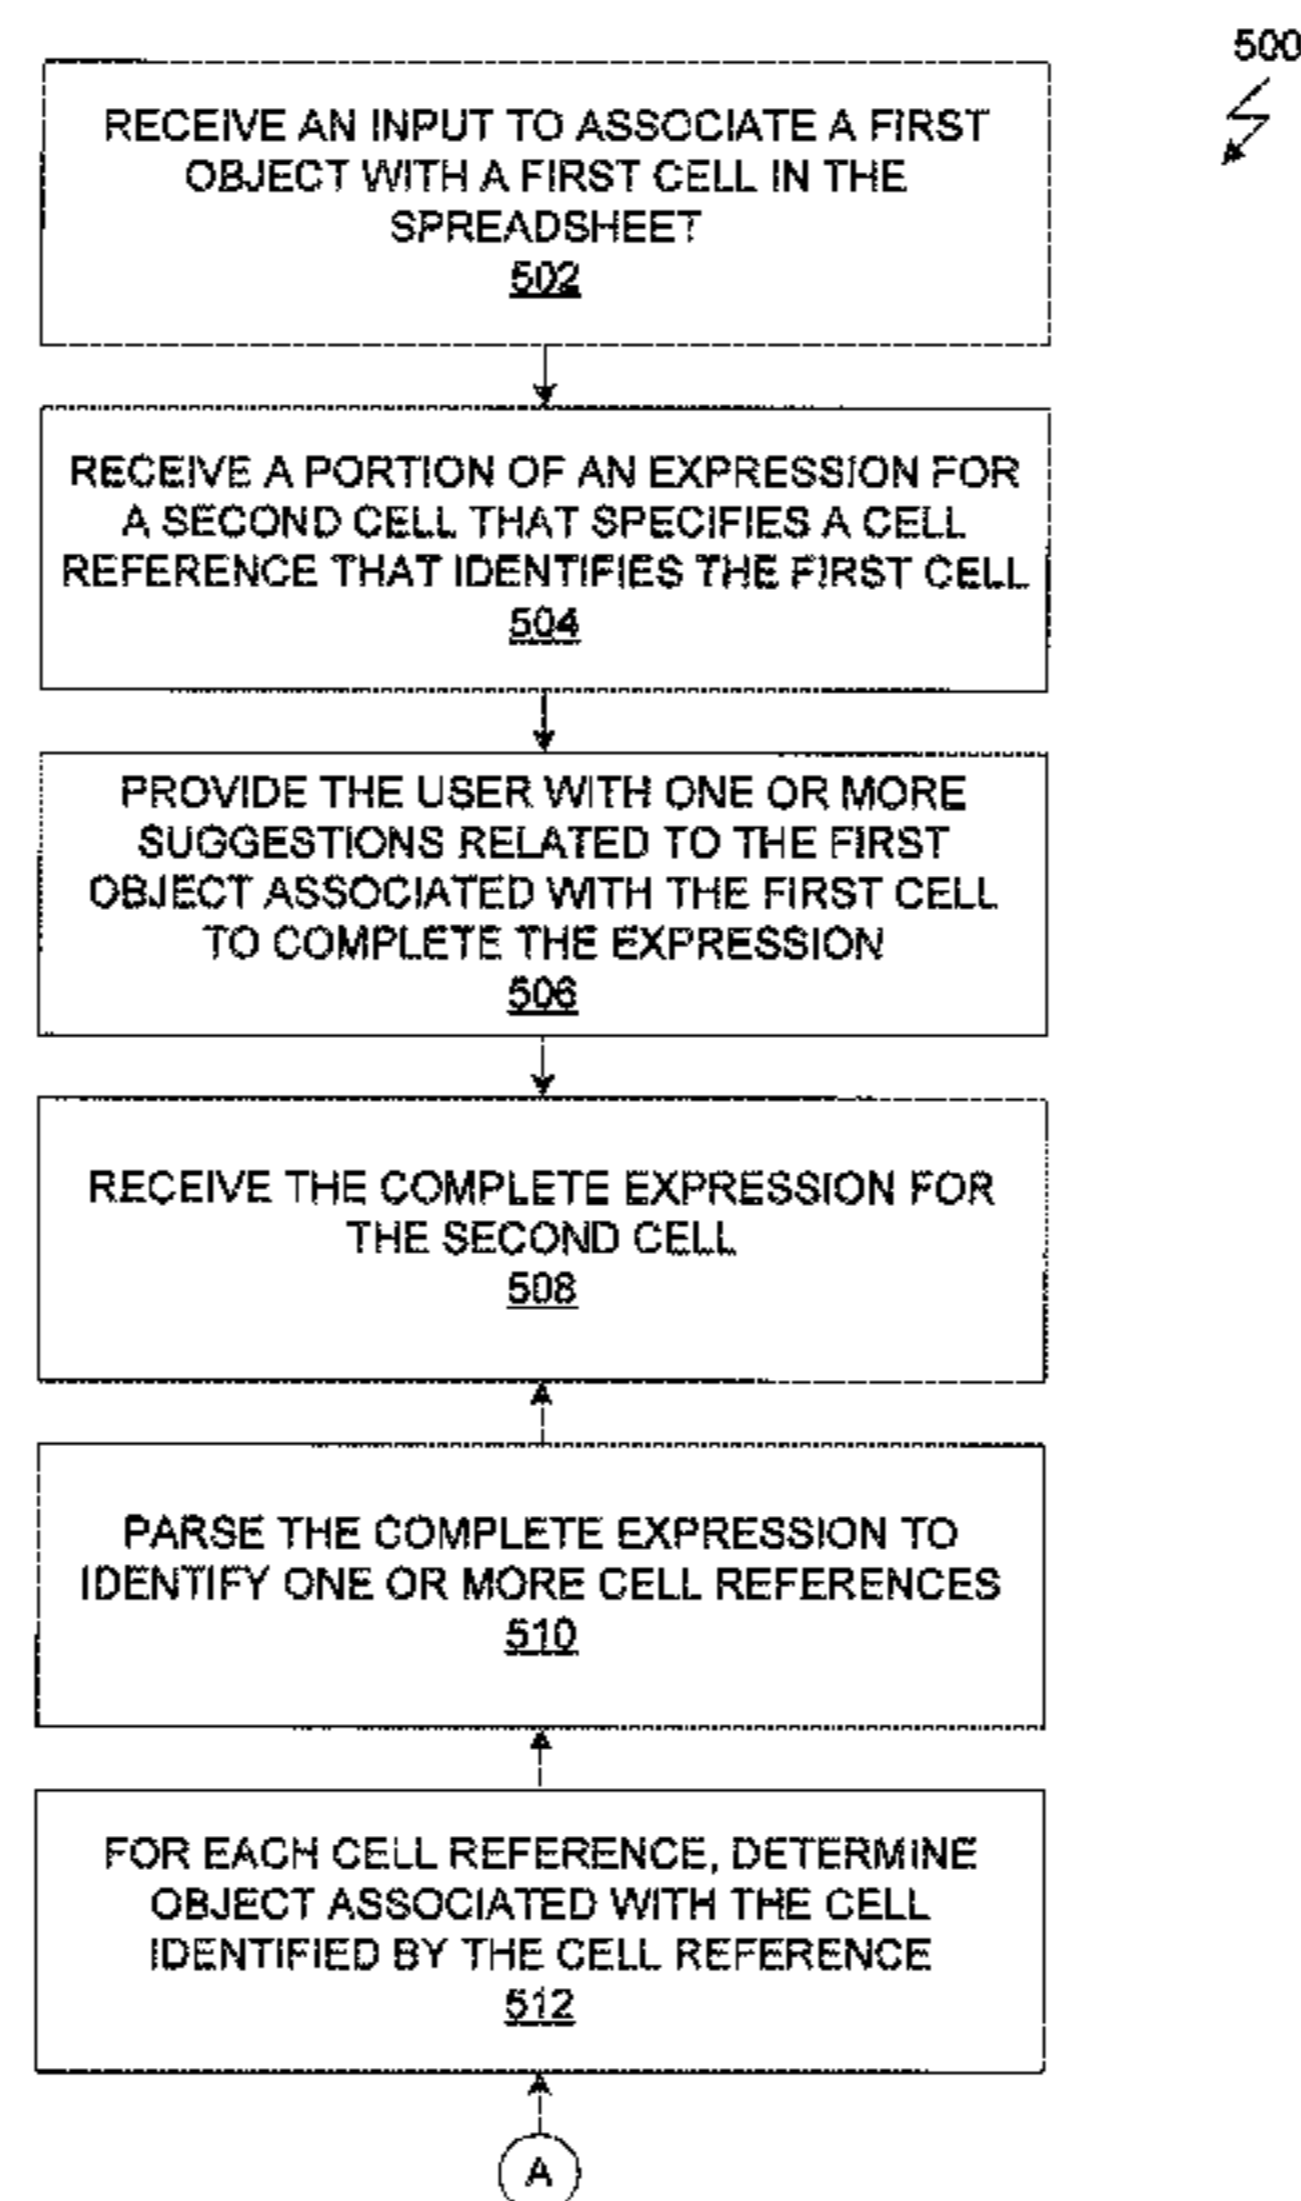 500
RECEIVE AN INPUT TO ASSOCIATE A FIRST
OBJECT WITH A FIRST CELL IN THE
SPREADSHEET
502
RECEIVE A PORTION OF AN EXPRESSION FOR
A SECOND CELL THAT SPECIFIES A CELL
REFERENCE THAT IDENTIFIES THE FIRST CELL
504
PROVIDE THE USER WITH ONE OR MORE
SUGGESTIONS RELATED TO THE FIRST
OBJECT ASSOCIATED WITH THE FIRST CELL
TO COMPLETE THE EXPRESSION
506
RECEIVE THE COMPLETE EXPRESSION FOR
THE SECOND CELL
508
PARSE THE COMPLETE EXPRESSION TO
IDENTIFY ONE OR MORE CELL REFERENCES
510
FOR EACH CELL REFERENCE, DETERMINE
OBJECT ASSOCIATED WITH THE CELL
IDENTIFIED BY THE CELL REFERENCE
512
A